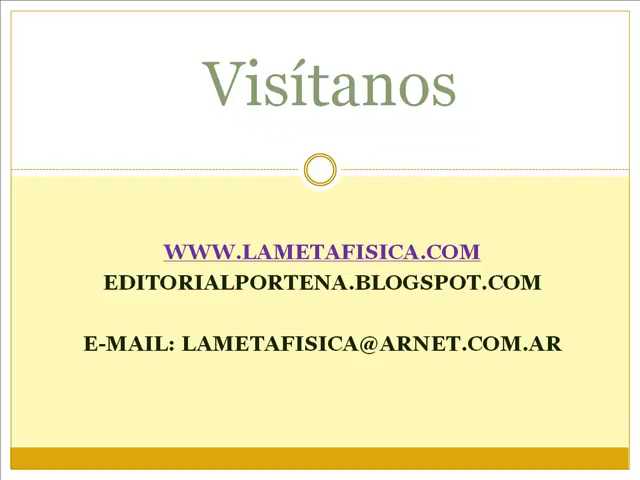 Visítanos
WWW.LAMETAFISICA.COM
EDITORIALPORTENA.BLOGSPOT.COM
E-MAIL: LAMETAFISICA@ARNET.COM.AR